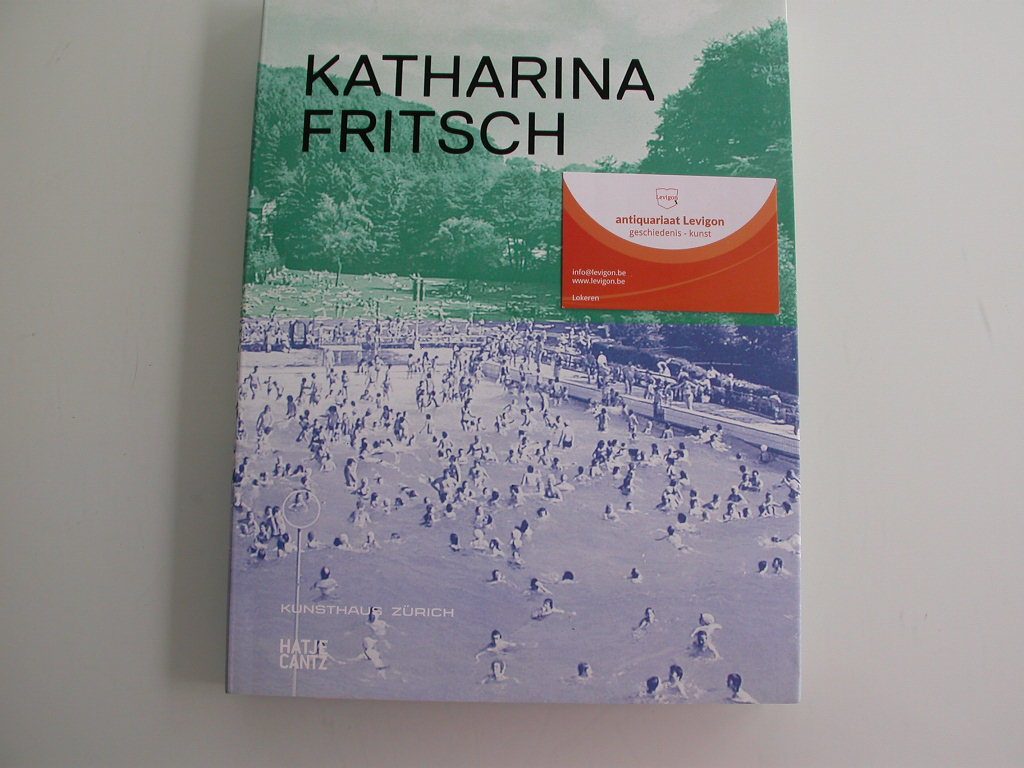 KATHARINA
FRITSCH
Levigon
antiquariaat Levigon
geschiedenis - kunst
info@levigon.be
www.levigon.be
Lokeren
KUNSTHAUS ZÜRICH
HATJE
CANTZ